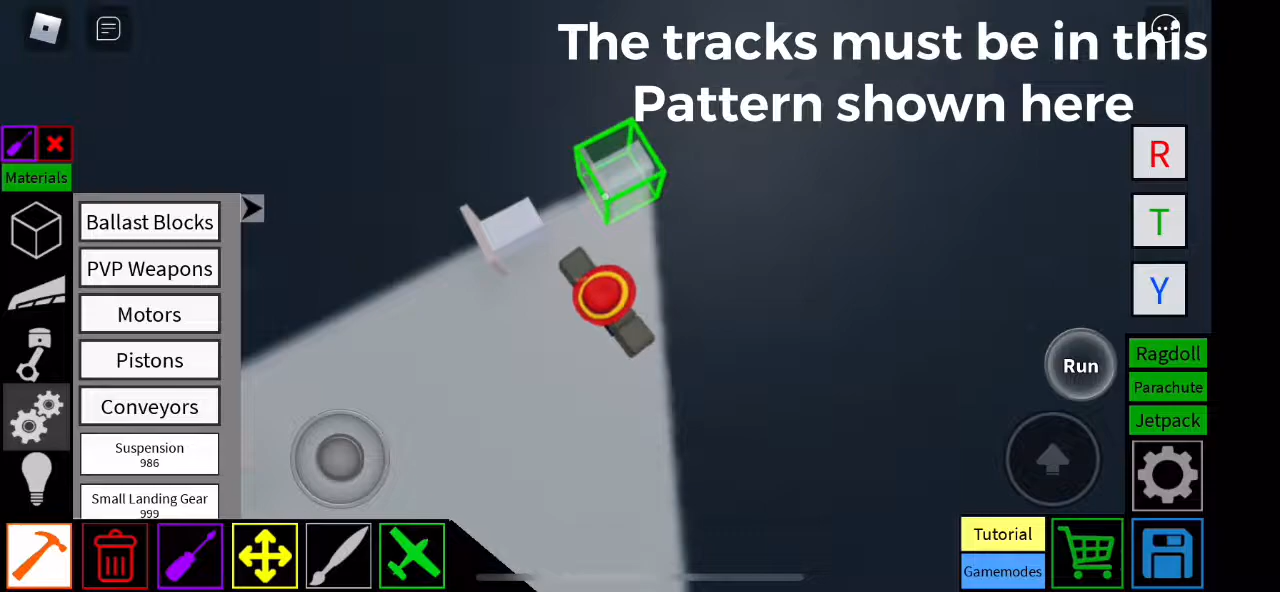 The tracks must be in this
Pattern shown here
Materials
Ballast Blocks
PVP Weapons
Motors
Pistons
Conveyors
Suspension
986
Small Landing Gear
999
R
T
Y
Run
Ragdoll
Parachute
Jetpack
Tutorial
Gamemodes